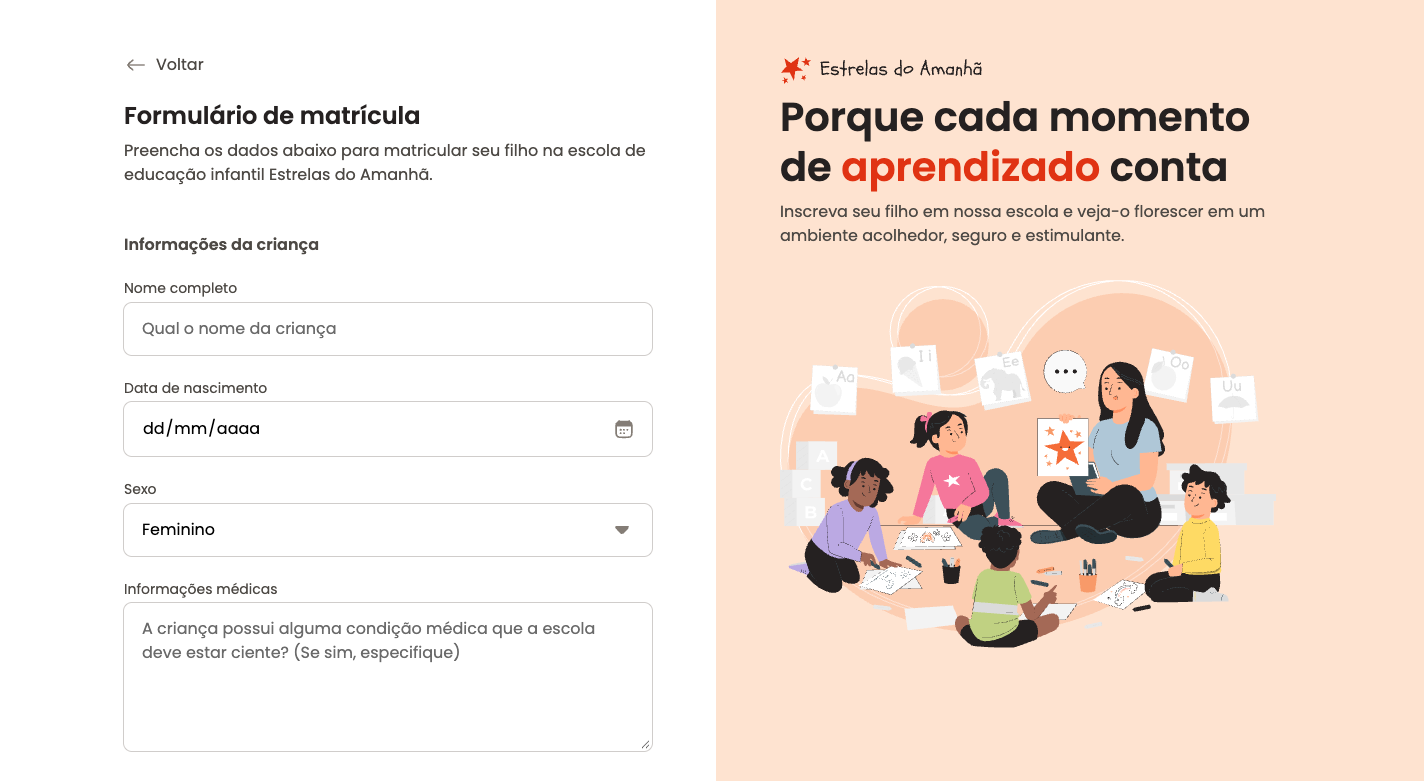 Voltar
Formulário de matrícula
Preencha os dados abaixo para matricular seu filho na escola de
educação infantil Estrelas do Amanhã.
Informações da criança
Nome completo
Qual o nome da criança
Data de nascimento
dd/mm/aaaa
Sexo
Feminino
Informações médicas
A criança possui alguma condição médica que a escola
deve estar ciente? (Se sim, especifique)
Estrelas do Amanhã
Porque cada momento
de aprendizado conta
Inscreva seu filho em nossa escola e veja-o florescer em um
ambiente acolhedor, seguro e estimulante.
Aa
Ii
Ee
Oo
Uu
A
C
B